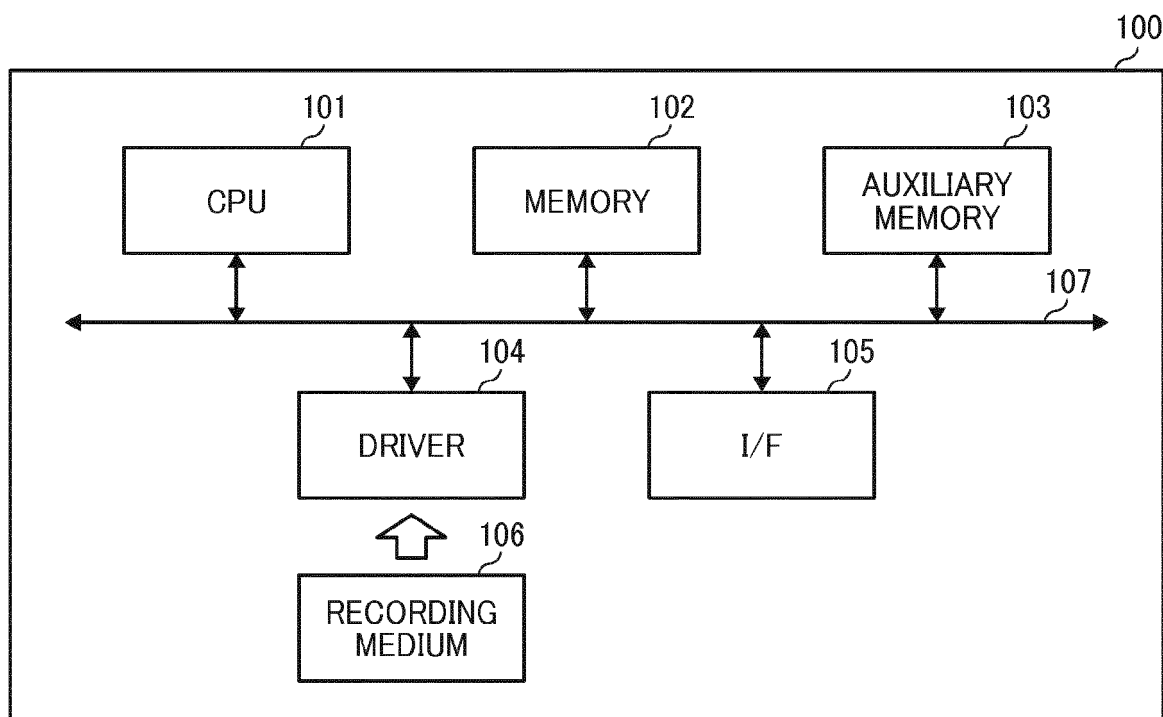 100
101
102
103
CPU
MEMORY
AUXILIARY
MEMORY
107
104
105
DRIVER
I/F
106
RECORDING
MEDIUM